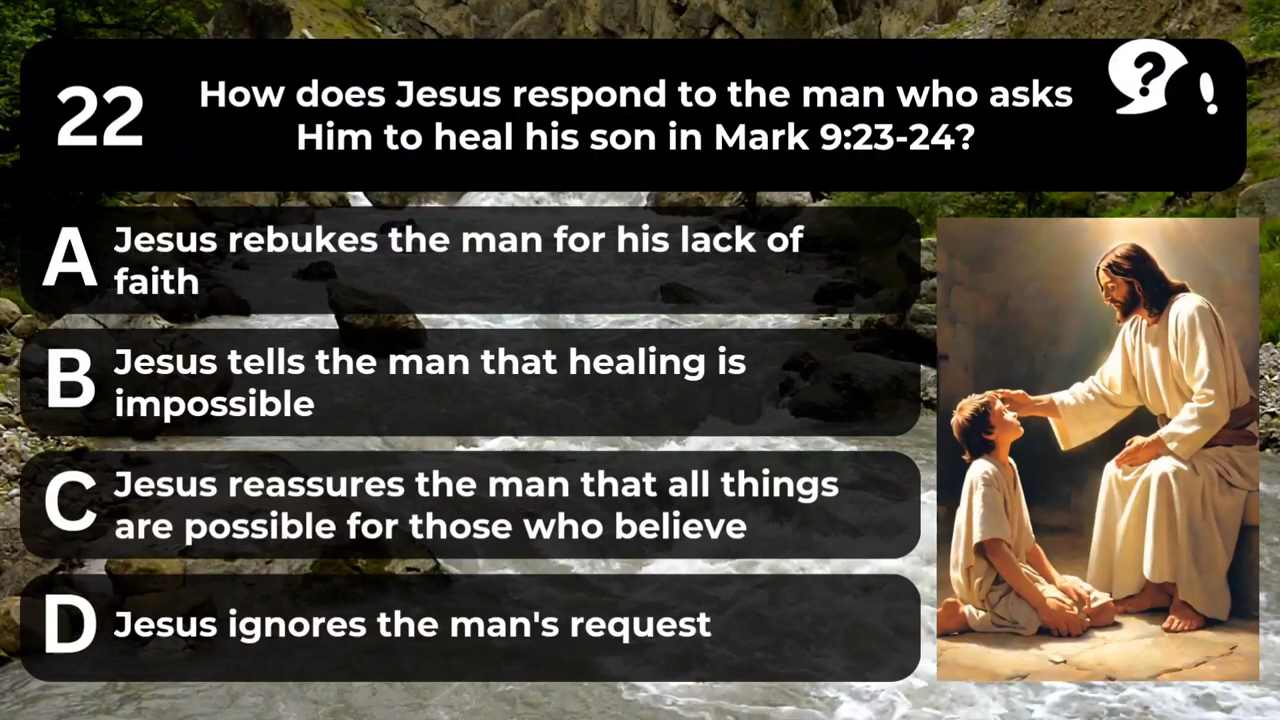 22
How does Jesus respond to the man who asks
Him to heal his son in Mark 9:23-24?
? !
A
Jesus rebukes the man for his lack of
faith
B
Jesus tells the man that healing is
impossible
C
Jesus reassures the man that all things
are possible for those who believe
D
Jesus ignores the man's request